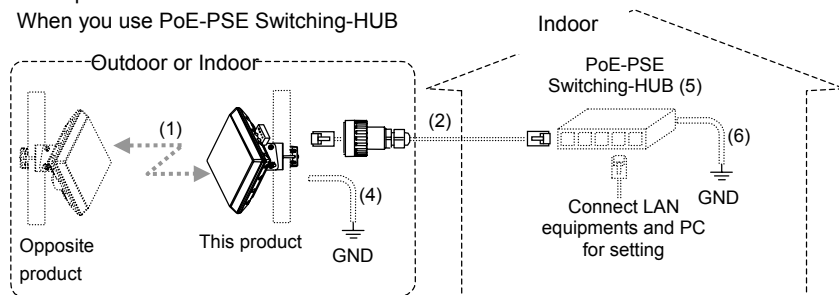 When you use PoE-PSE Switching-HUB
Indoor
Outdoor or Indoor
PoE-PSE
Switching-HUB (5)
(1)
(2)
(6)
(4)
GND
Connect LAN
equipments and PC
for setting
Opposite
product
This product
GND